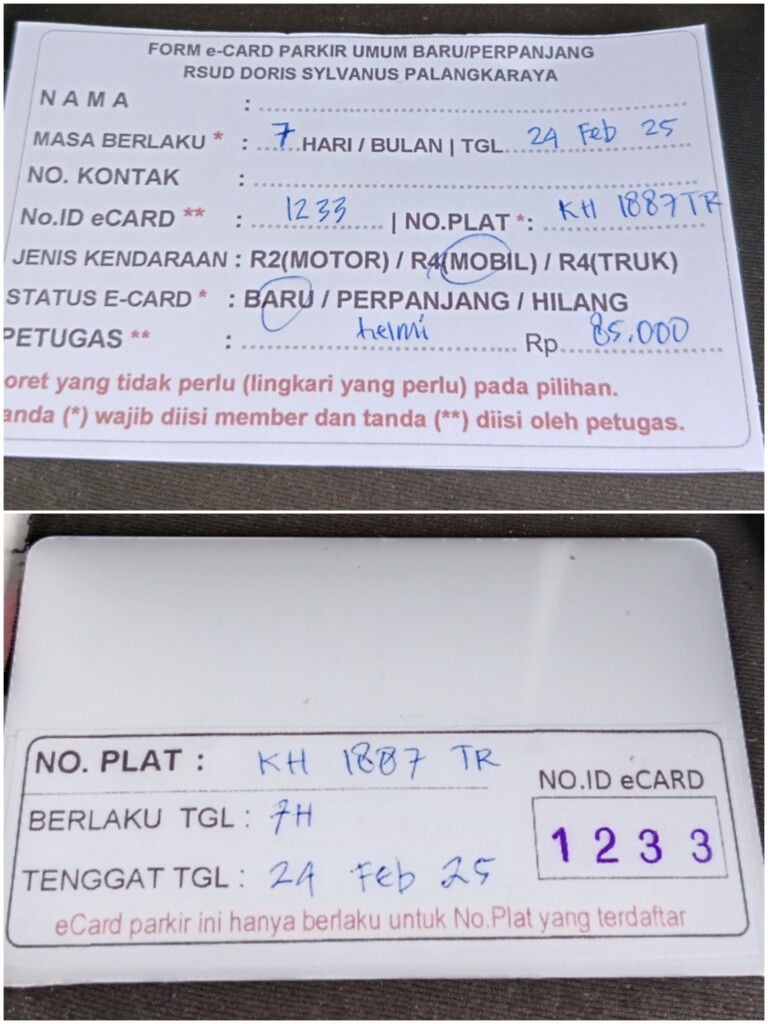 FORM e-CARD PARKIR UMUM BARU/PERPANJANG
RSUD DORIS SYLVANUS PALANGKARAYA
N A M A :
MASA BERLAKU * : 7 HARI / BULAN | TGL 24 Feb 25
NO. KONTAK :
No.ID eCARD ** : 1233 | NO.PLAT *: KH 1887 TR
JENIS KENDARAAN : R2(MOTOR) / R4(MOBIL) / R4(TRUK)
STATUS E-CARD * : BARU / PERPANJANG / HILANG
PETUGAS ** : helmi Rp 85.000
oret yang tidak perlu (lingkari yang perlu) pada pilihan.
anda (*) wajib diisi member dan tanda (**) diisi oleh petugas.
NO. PLAT : KH 1887 TR
NO.ID eCARD
BERLAKU TGL : 7H
1233
TENGGAT TGL : 24 Feb 25
eCard parkir ini hanya berlaku untuk No.Plat yang terdaftar